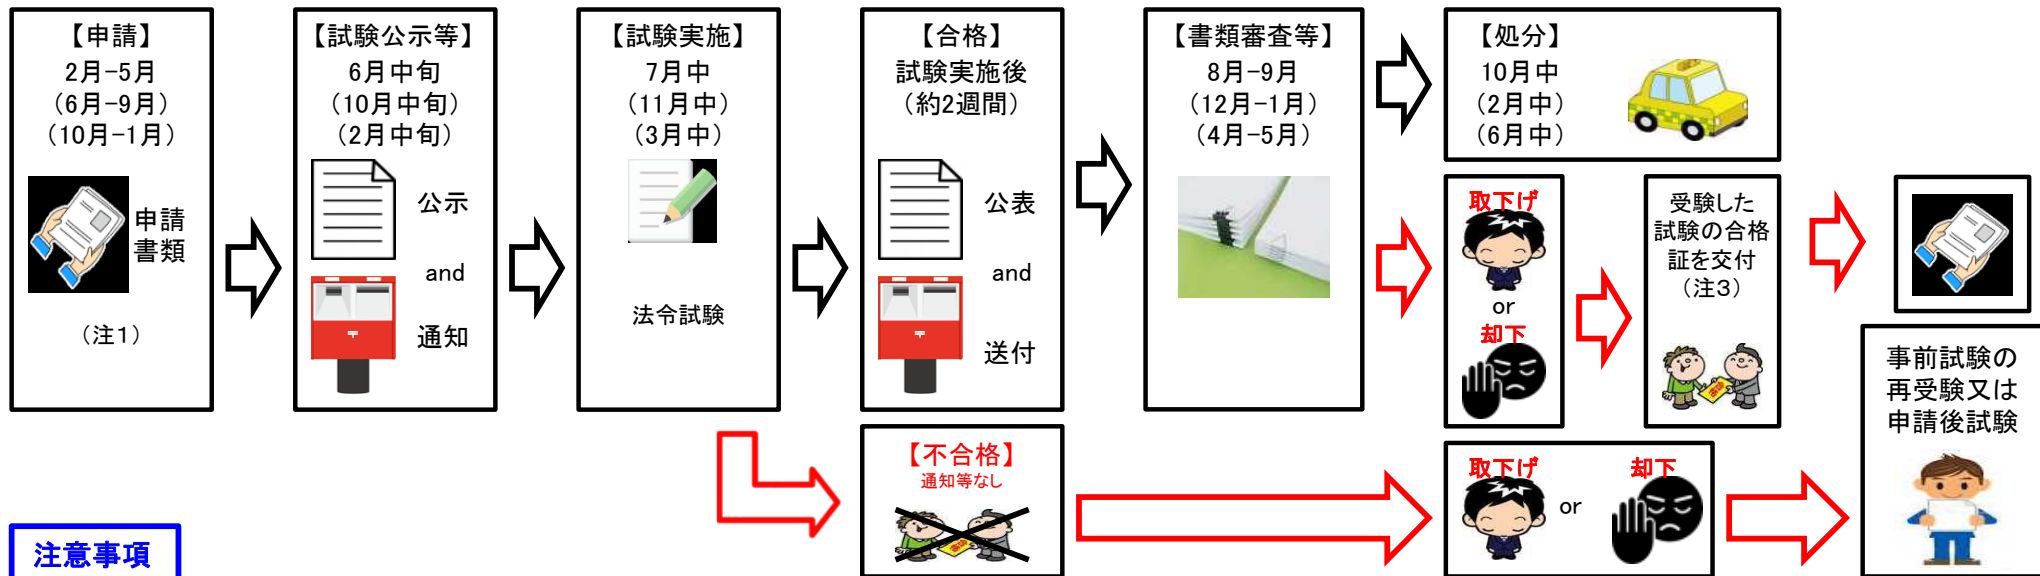 【申請】
2月-5月
(6月-9月)
(10月-1月)
申請
書類
(注1)
【試験公示等】
6月中旬
(10月中旬)
(2月中旬)
公示
and
通知
【試験実施】
7月中
(11月中)
(3月中)
法令試験
【合格】
試験実施後
(約2週間)
公表
and
送付
【書類審査等】
8月-9月
(12月-1月)
(4月-5月)
【処分】
10月中
(2月中)
(6月中)
取下げ
or
却下
受験した
試験の合格
証を交付
(注3)
【不合格】
通知等なし
取下げ
or
却下
事前試験の
再受験又は
申請後試験
注意事項